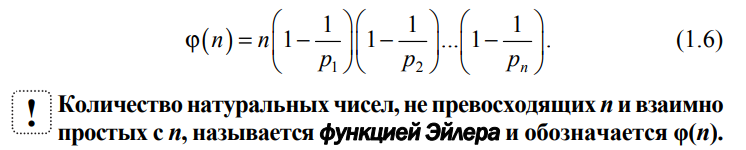 φ(n) = n(1 − 1/p₁)(1 − 1/p₂)...(1 − 1/pₙ). (1.6)
! Количество натуральных чисел, не превосходящих n и взаимно
простых с n, называется функцией Эйлера и обозначается φ(n).